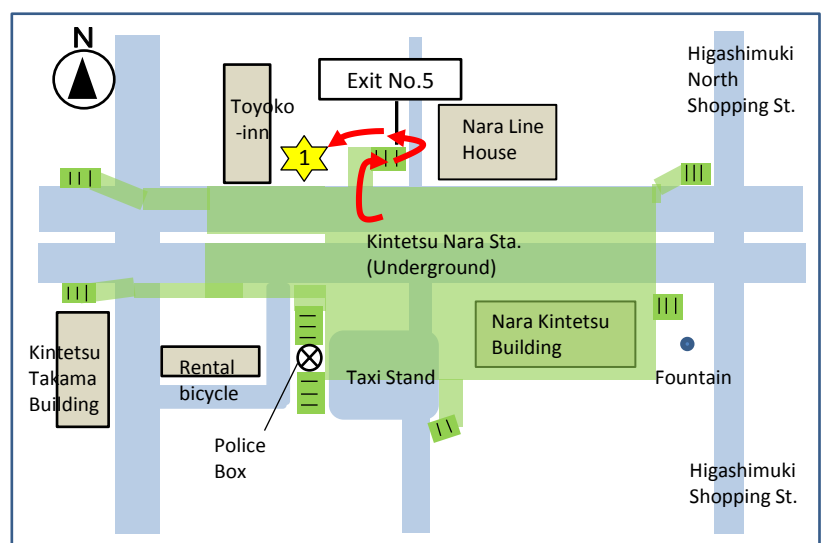 N
Exit No.5
Toyoko
-inn
1
Nara Line
House
Higashimuki
North
Shopping St.
Kintetsu Nara Sta.
(Underground)
Kintetsu
Takama
Building
Rental
bicycle
Taxi Stand
Nara Kintetsu
Building
Fountain
Police
Box
Higashimuki
Shopping St.